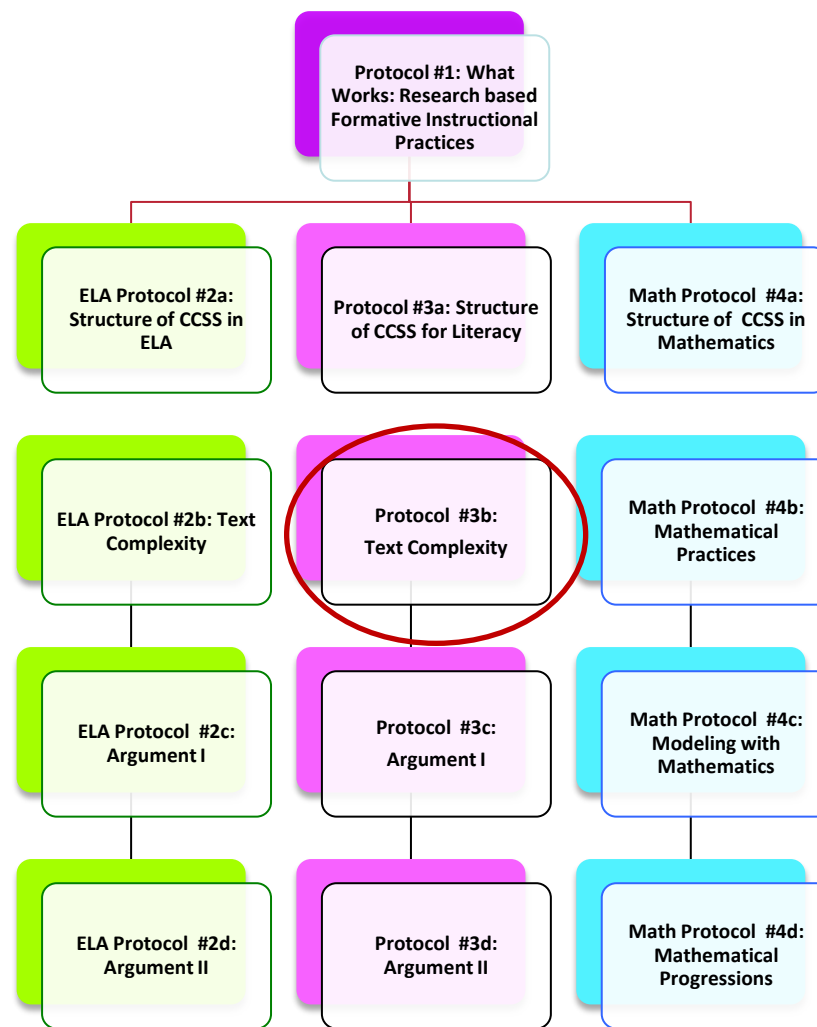 Protocol #1: What
Works: Research based
Formative Instructional
Practices
ELA Protocol #2a:
Structure of CCSS in
ELA
Protocol #3a: Structure
of CCSS for Literacy
Math Protocol #4a:
Structure of CCSS in
Mathematics
ELA Protocol #2b: Text
Complexity
Protocol #3b:
Text Complexity
Math Protocol #4b:
Mathematical
Practices
ELA Protocol #2c:
Argument I
Protocol #3c:
Argument I
Math Protocol #4c:
Modeling with
Mathematics
ELA Protocol #2d:
Argument II
Protocol #3d:
Argument II
Math Protocol #4d:
Mathematical
Progressions